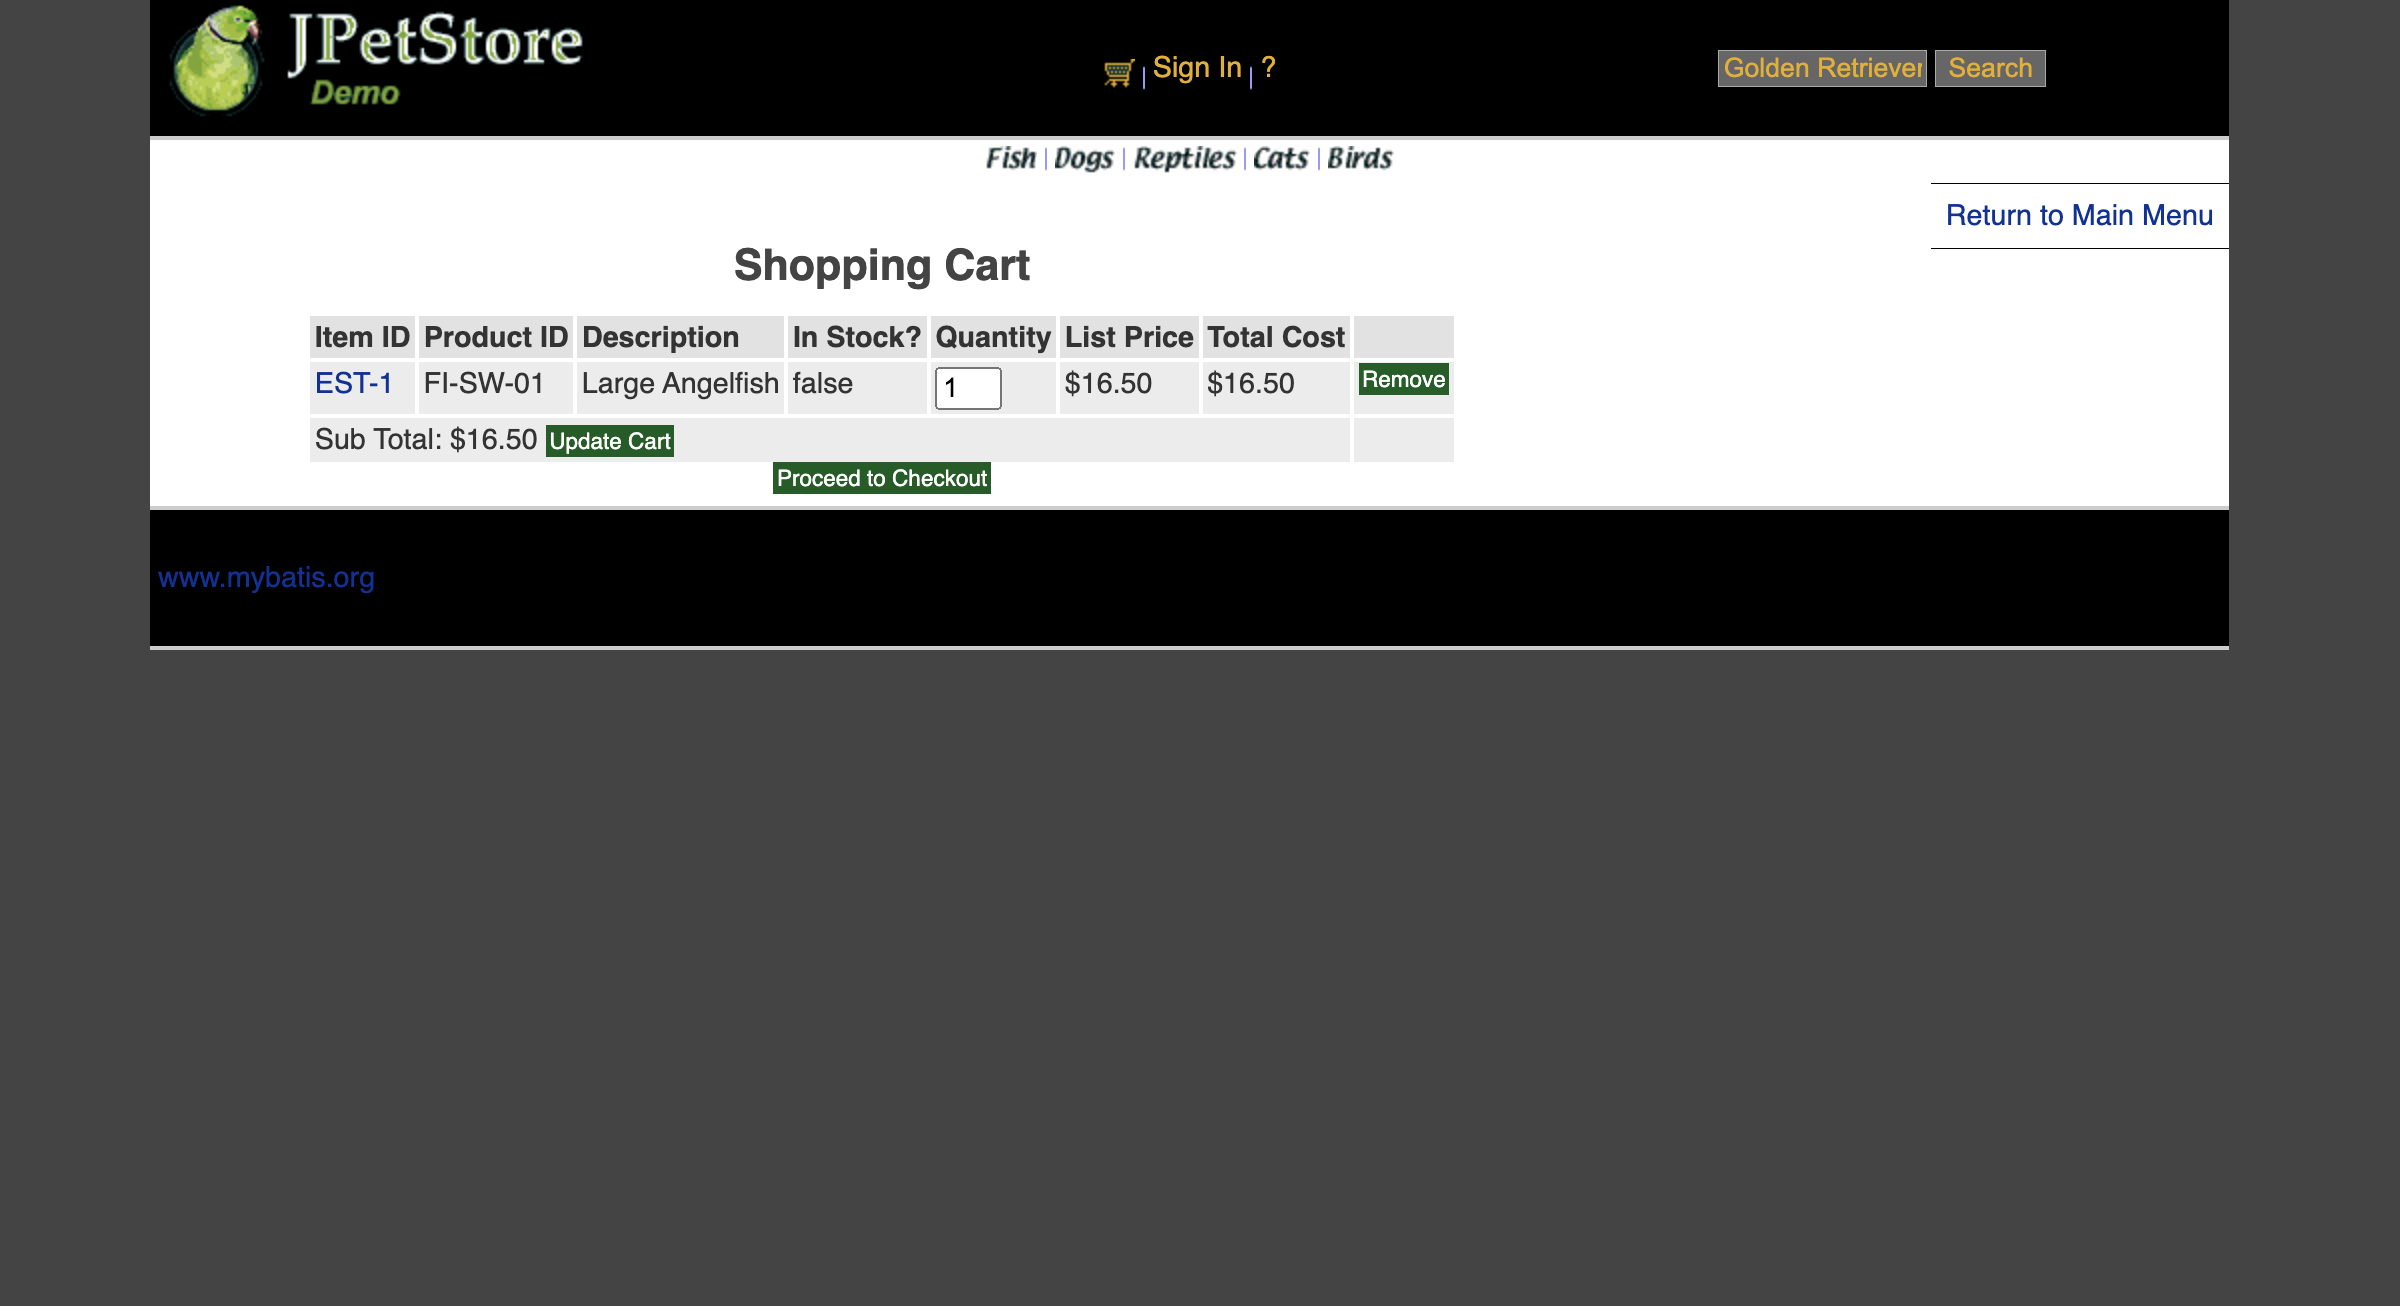 JPetStore
Demo
Sign In | ?
Golden Retriever Search
Fish | Dogs | Reptiles | Cats | Birds
Return to Main Menu
Shopping Cart
Item ID Product ID Description In Stock? Quantity List Price Total Cost
EST-1 FI-SW-01 Large Angelfish false 1 $16.50 $16.50 Remove
Sub Total: $16.50 Update Cart
Proceed to Checkout
www.mybatis.org